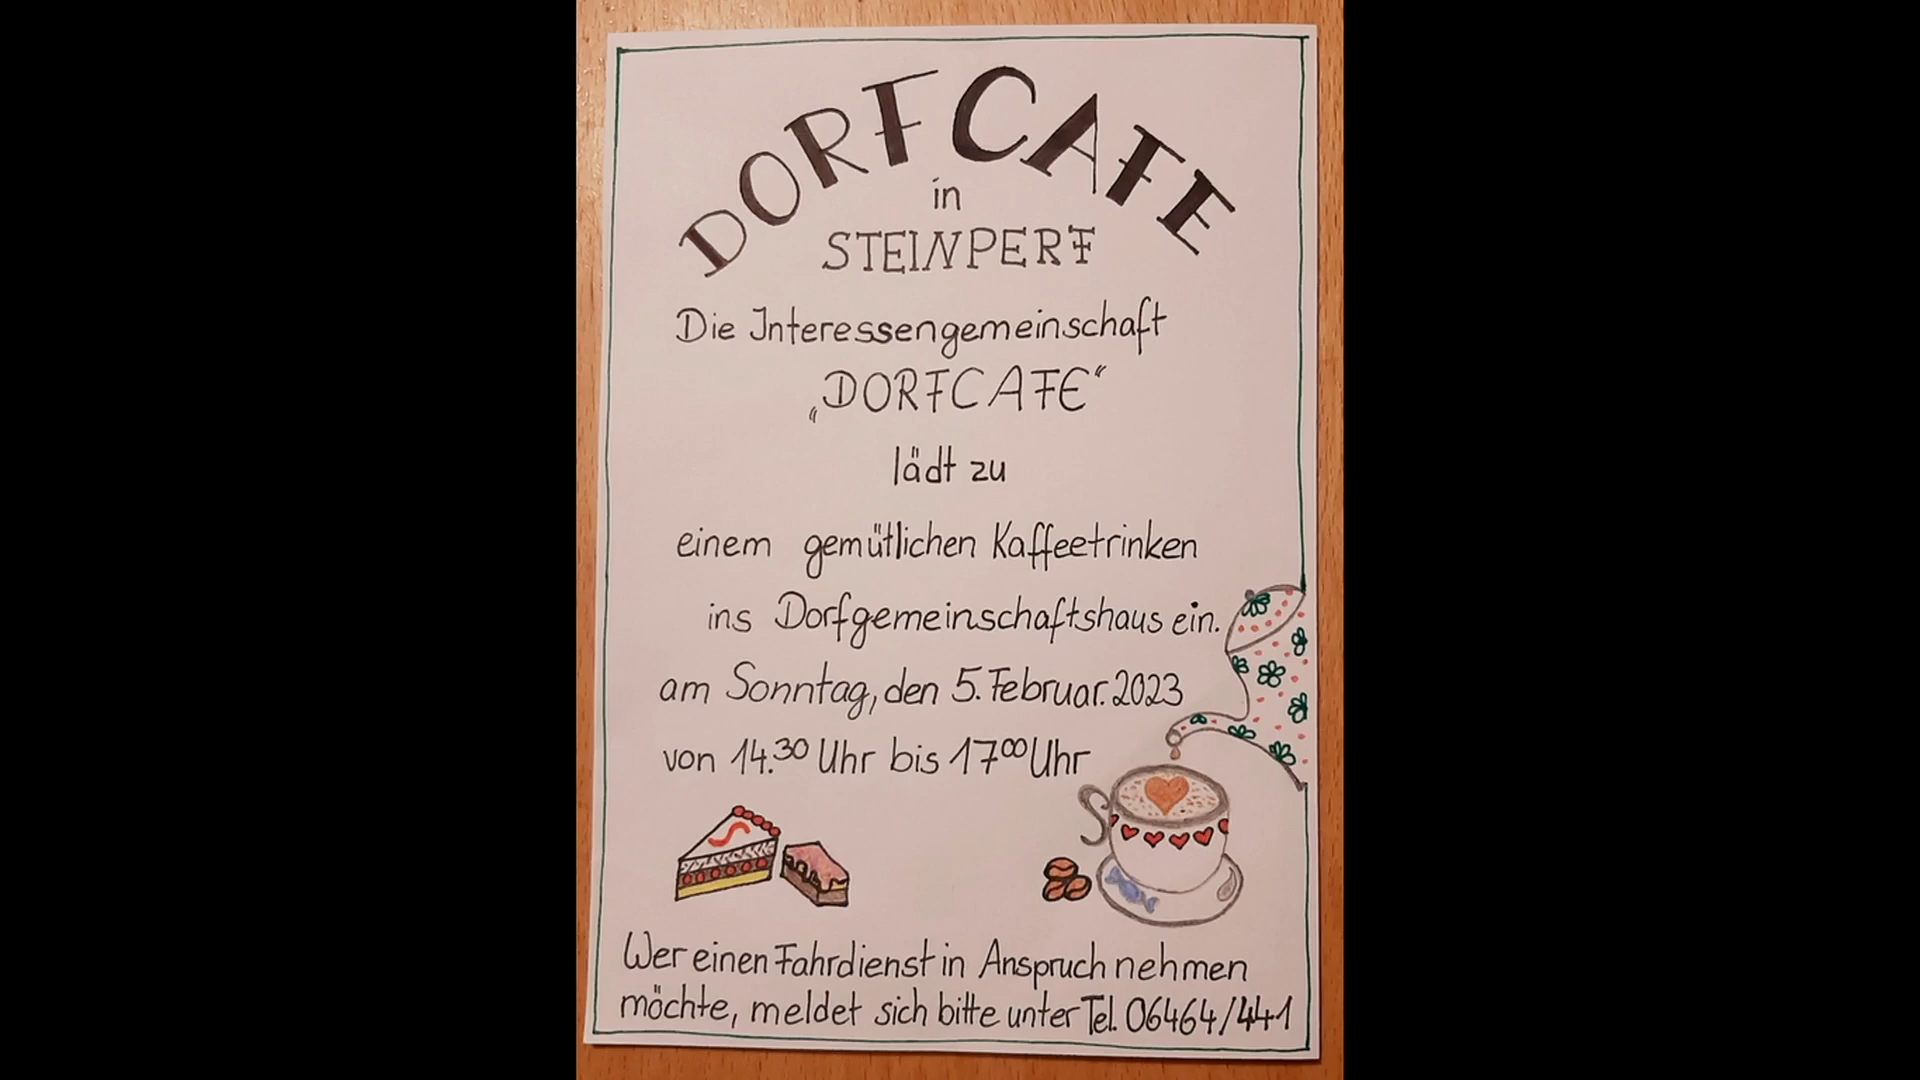 DORFCAFE
in
STEINPERF
Die Interessengemeinschaft
„DORFCAFE“
lädt zu
einem gemütlichen Kaffeetrinken
ins Dorfgemeinschaftshaus ein.
am Sonntag, den 5. Februar. 2023
von 14.30 Uhr bis 1700 Uhr
Wer einen Fahrdienst in Anspruch nehmen
möchte, meldet sich bitte unter Tel. 06464/441